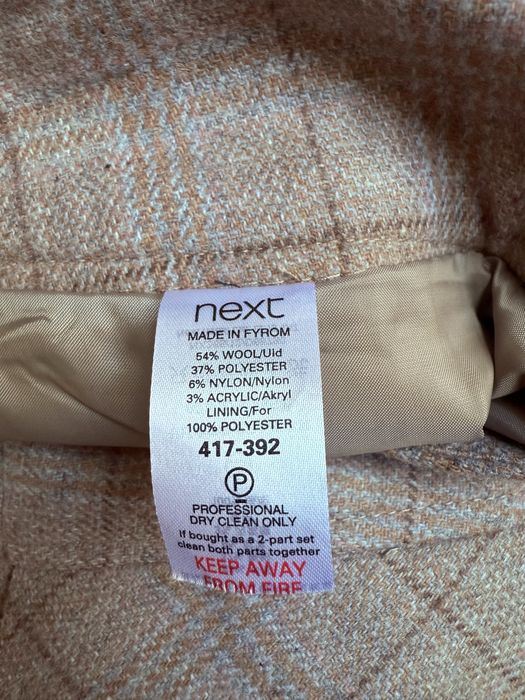 next
MADE IN FYROM
54% WOOL/Uld
37% POLYESTER
6% NYLON/Nylon
3% ACRYLIC/Akryl
LINING/For
100% POLYESTER
417-392
P
PROFESSIONAL
DRY CLEAN ONLY
If bought as a 2-part set
clean both parts together
KEEP AWAY
FROM FIRE